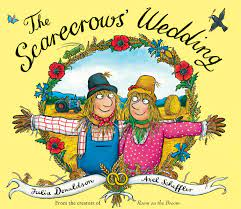 The
Scarecrows' Wedding
Julia Donaldson
Axel Scheffler
From the creators of Room on the Broom